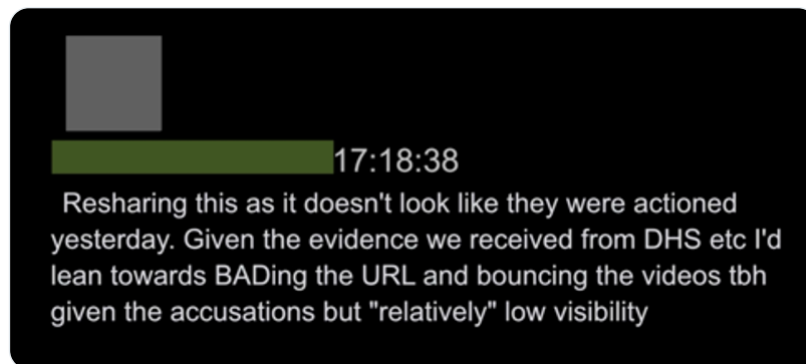 17:18:38
Resharing this as it doesn't look like they were actioned
yesterday. Given the evidence we received from DHS etc I'd
lean towards BADing the URL and bouncing the videos tbh
given the accusations but "relatively" low visibility